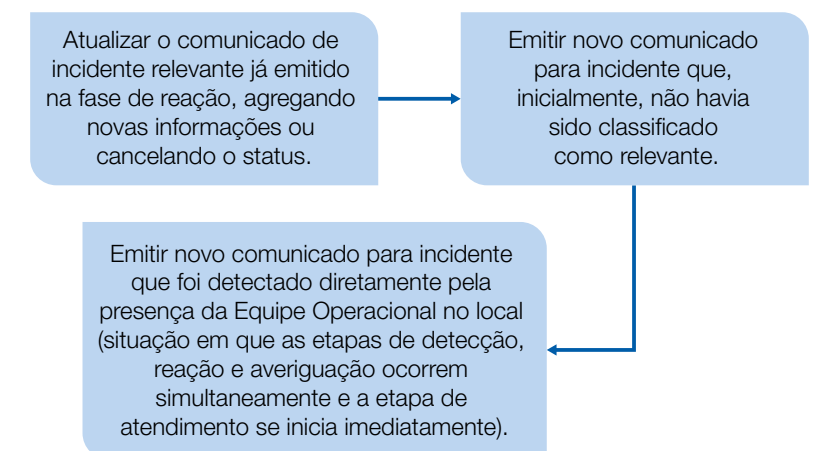 Atualizar o comunicado de
incidente relevante já emitido
na fase de reação, agregando
novas informações ou
cancelando o status.
Emitir novo comunicado
para incidente que,
inicialmente, não havia
sido classificado
como relevante.
Emitir novo comunicado para incidente
que foi detectado diretamente pela
presença da Equipe Operacional no local
(situação em que as etapas de detecção,
reação e averiguação ocorrem
simultaneamente e a etapa de
atendimento se inicia imediatamente).